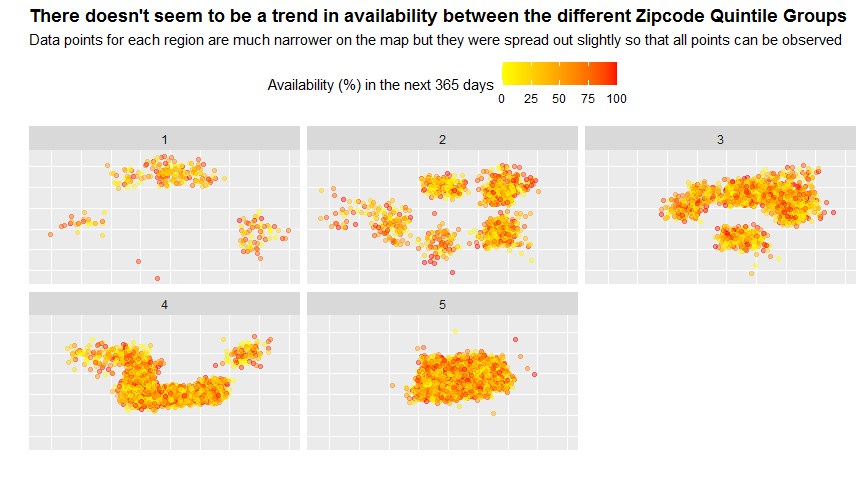 There doesn't seem to be a trend in availability between the different Zipcode Quintile Groups
Data points for each region are much narrower on the map but they were spread out slightly so that all points can be observed
Availability (%) in the next 365 days
0 25 50 75 100
1 2 3
4 5